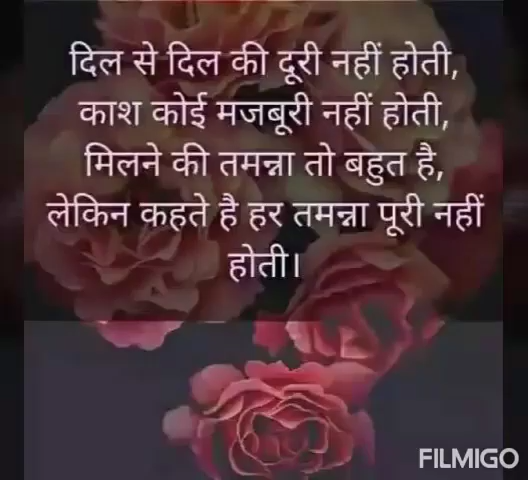 दिल से दिल की दूरी नहीं होती,
काश कोई मजबूरी नहीं होती,
मिलने की तमन्ना तो बहुत है,
लेकिन कहते है हर तमन्ना पूरी नहीं
होती।
FILMIGO